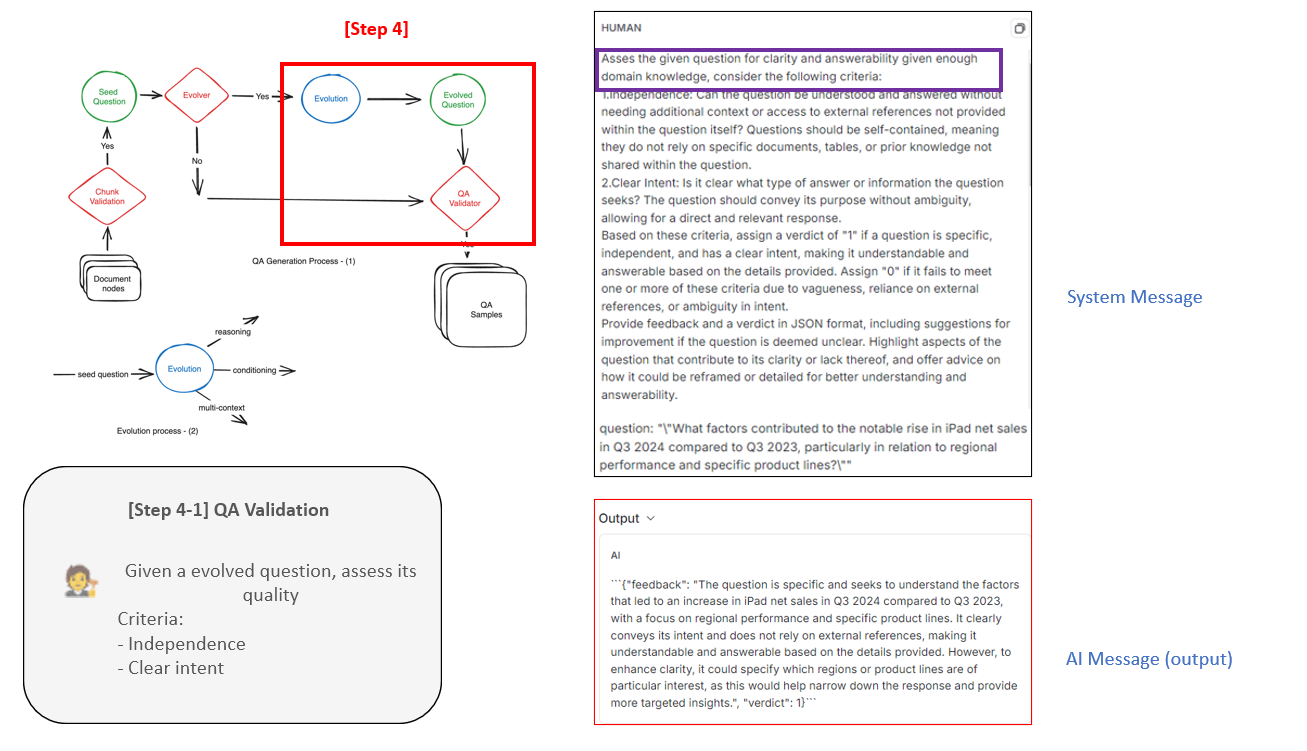 [Step 4]
Seed
Question
Evolver
Yes
Evolution
Evolved
Question
Yes
No
Chunk
Validation
QA
Validator
Yes
Document
nodes
QA Generation Process - (1)
QA
Samples
reasoning
seed question
Evolution
conditioning
multi-context
Evolution process - (2)
[Step 4-1] QA Validation
Given a evolved question, assess its
quality
Criteria:
- Independence
- Clear intent
HUMAN
Asses the given question for clarity and answerability given enough
domain knowledge, consider the following criteria:
1.Independence: Can the question be understood and answered without
needing additional context or access to external references not provided
within the question itself? Questions should be self-contained, meaning
they do not rely on specific documents, tables, or prior knowledge not
shared within the question.
2.Clear Intent: Is it clear what type of answer or information the question
seeks? The question should convey its purpose without ambiguity,
allowing for a direct and relevant response.
Based on these criteria, assign a verdict of "1" if a question is specific,
independent, and has a clear intent, making it understandable and
answerable based on the details provided. Assign "0" if it fails to meet
one or more of these criteria due to vagueness, reliance on external
references, or ambiguity in intent.
Provide feedback and a verdict in JSON format, including suggestions for
improvement if the question is deemed unclear. Highlight aspects of the
question that contribute to its clarity or lack thereof, and offer advice on
how it could be reframed or detailed for better understanding and
answerability.
question: "\"What factors contributed to the notable rise in iPad net sales
in Q3 2024 compared to Q3 2023, particularly in relation to regional
performance and specific product lines?\""
System Message
Output
AI
```{"feedback": "The question is specific and seeks to understand the factors
that led to an increase in iPad net sales in Q3 2024 compared to Q3 2023,
with a focus on regional performance and specific product lines. It clearly
conveys its intent and does not rely on external references, making it
understandable and answerable based on the details provided. However, to
enhance clarity, it could specify which regions or product lines are of
particular interest, as this would help narrow down the response and provide
more targeted insights.", "verdict": 1}```
AI Message (output)